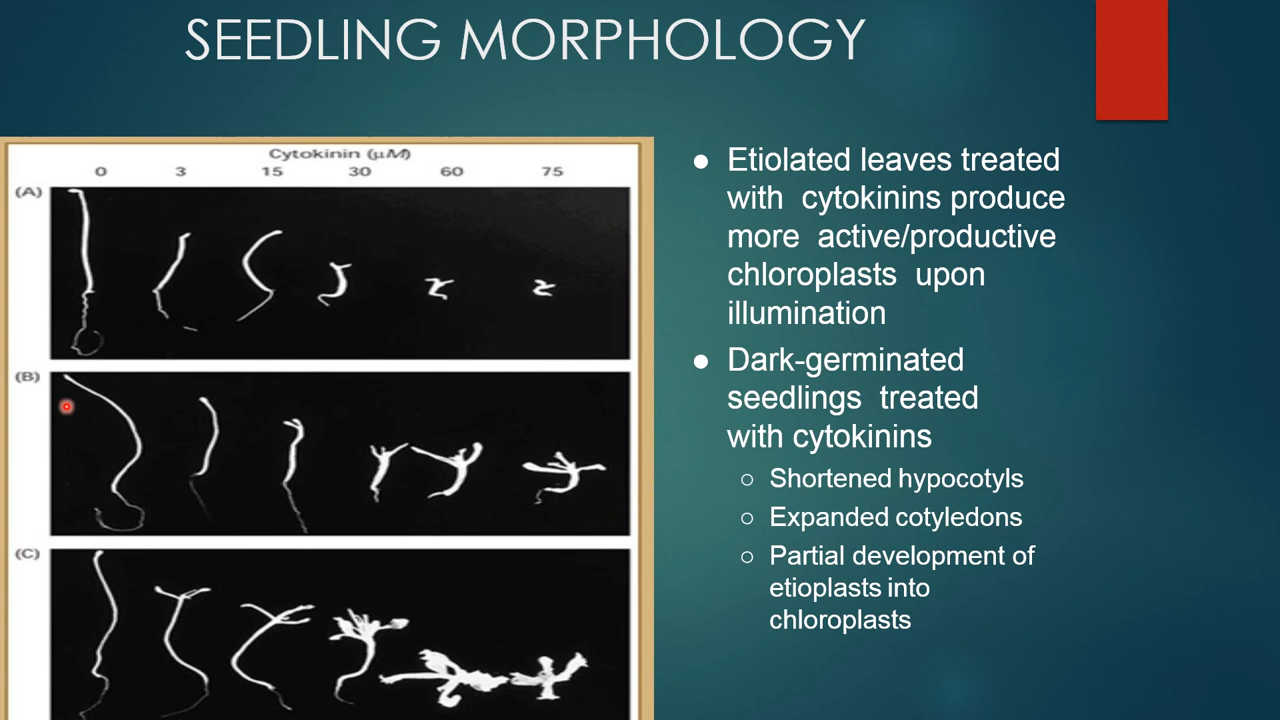 SEEDLING MORPHOLOGY
Cytokinin (μM)
0 3 15 30 60 75
(A)
(B)
(C)
● Etiolated leaves treated
with cytokinins produce
more active/productive
chloroplasts upon
illumination
● Dark-germinated
seedlings treated
with cytokinins
○ Shortened hypocotyls
○ Expanded cotyledons
○ Partial development of
etioplasts into
chloroplasts